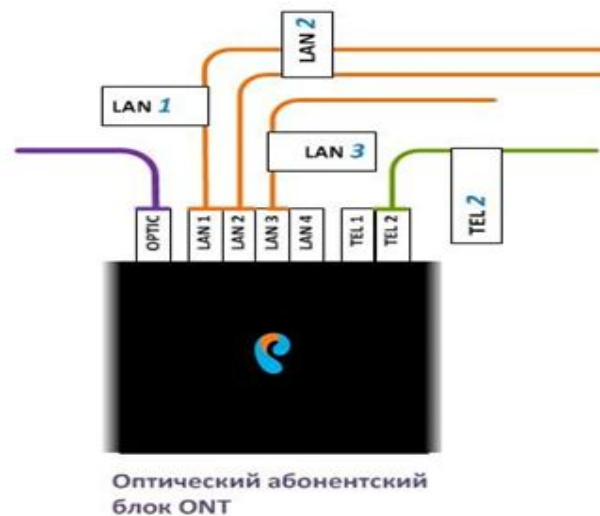 LAN 2
LAN 1
LAN 3
TEL 2
OPTIC
LAN 1
LAN 2
LAN 3
LAN 4
TEL 1
TEL 2
Оптический абонентский
блок ONT